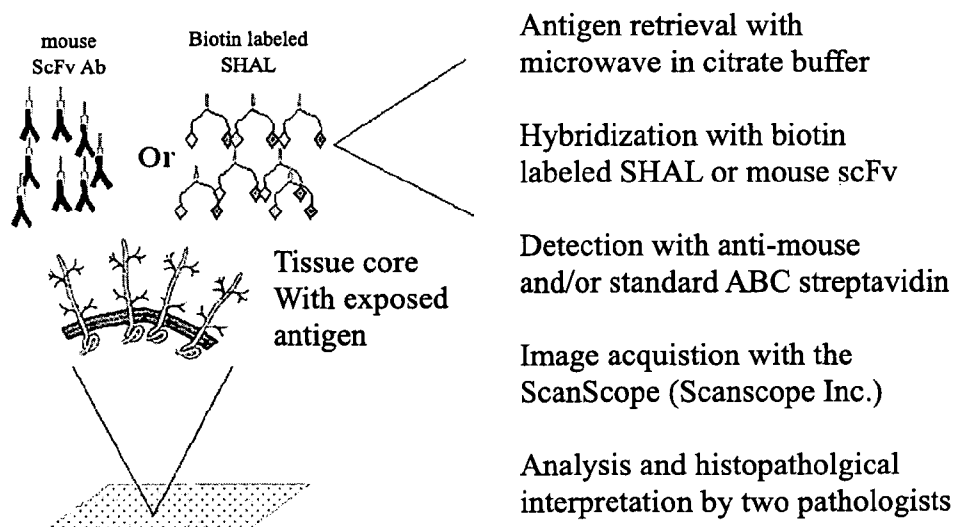 mouse
ScFv Ab
Biotin labeled
SHAL
Or
Tissue core
With exposed
antigen
Antigen retrieval with
microwave in citrate buffer
Hybridization with biotin
labeled SHAL or mouse scFv
Detection with anti-mouse
and/or standard ABC streptavidin
Image acquistion with the
ScanScope (Scanscope Inc.)
Analysis and histopatholgical
interpretation by two pathologists